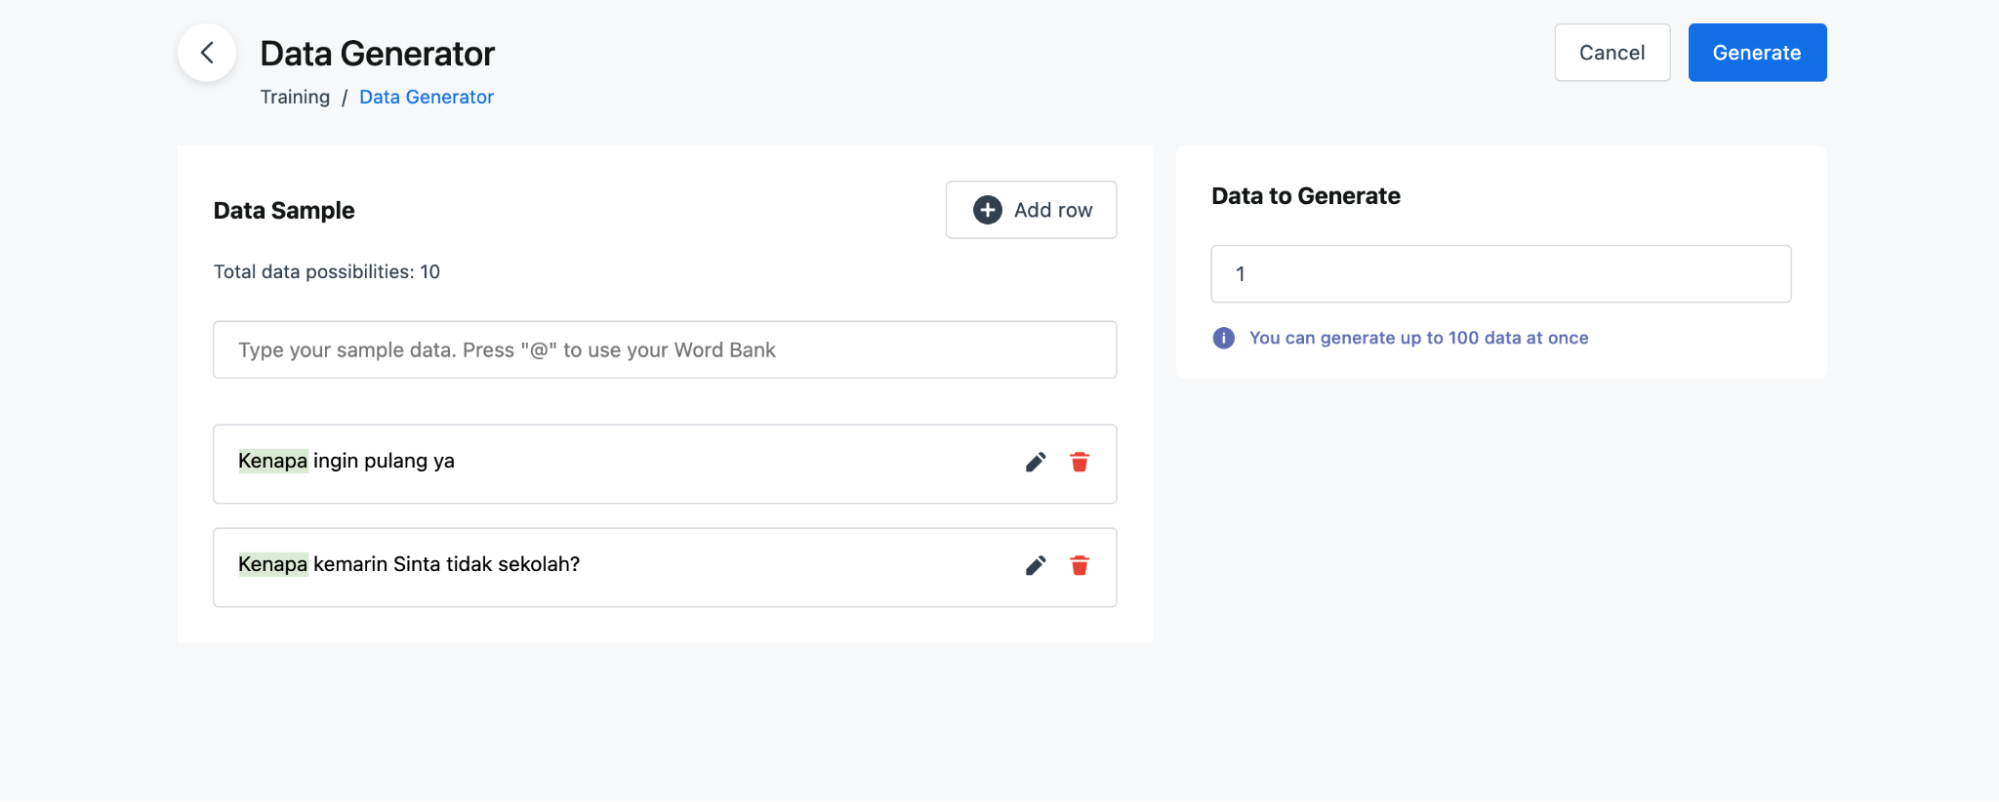 Data Generator
Training / Data Generator
Cancel
Generate
Data Sample
Add row
Total data possibilities: 10
Type your sample data. Press "@" to use your Word Bank
Kenapa ingin pulang ya
Kenapa kemarin Sinta tidak sekolah?
Data to Generate
1
You can generate up to 100 data at once